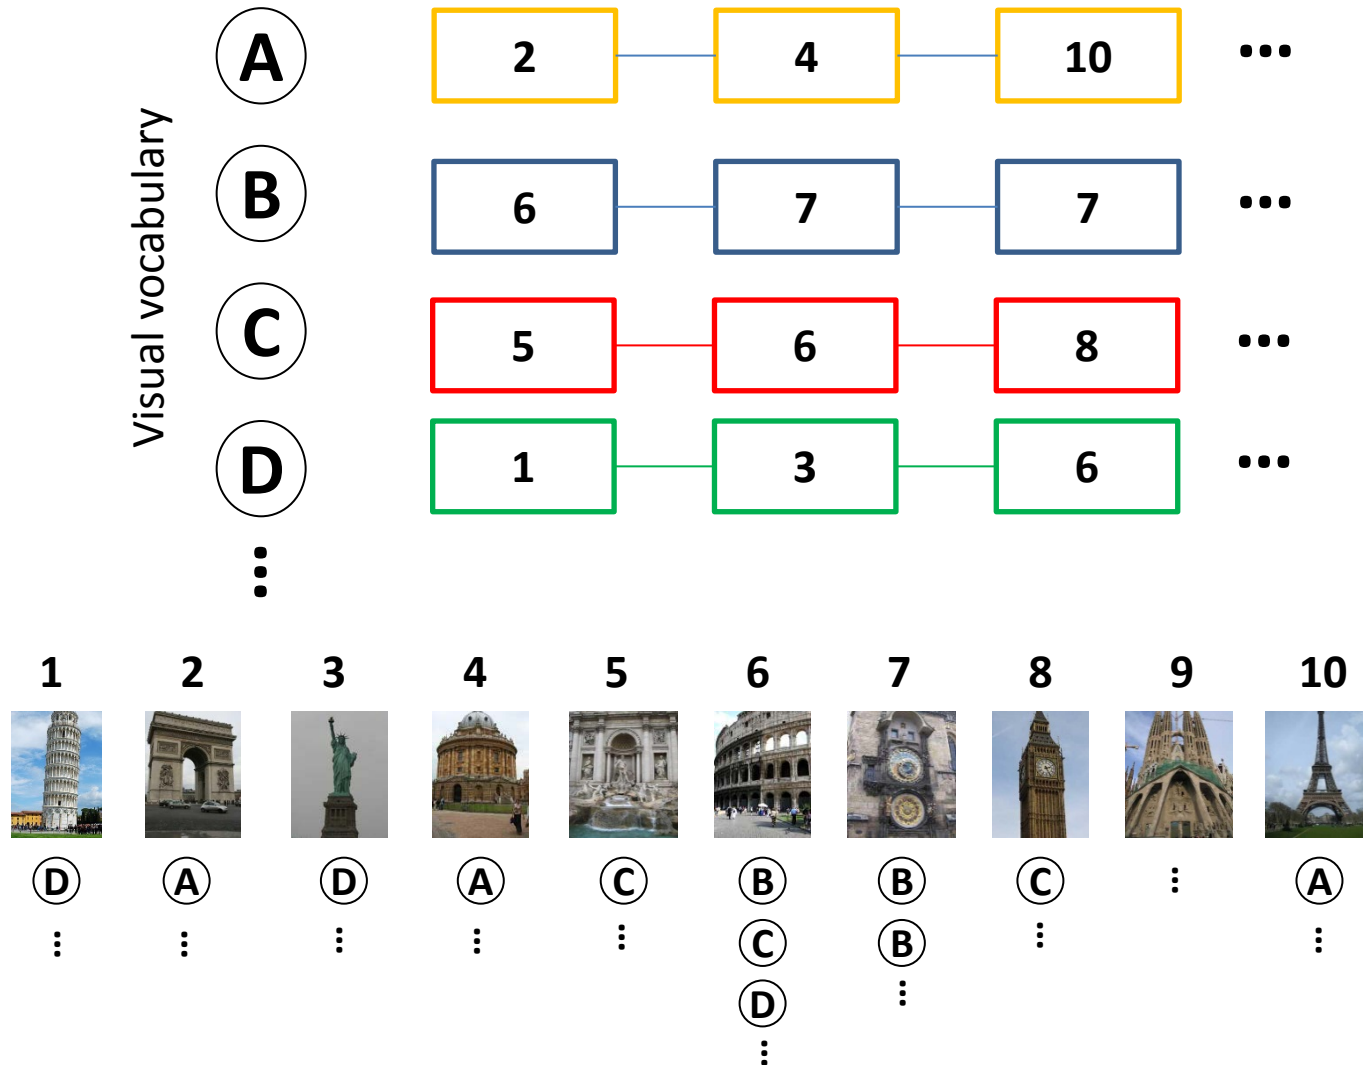 Visual vocabulary
A 2 4 10 ...
B 6 7 7 ...
C 5 6 8 ...
D 1 3 6 ...
...
1 2 3 4 5 6 7 8 9 10
D A D A C B B C ... A
... ... ... ... ... C B ... ...
D ...
...